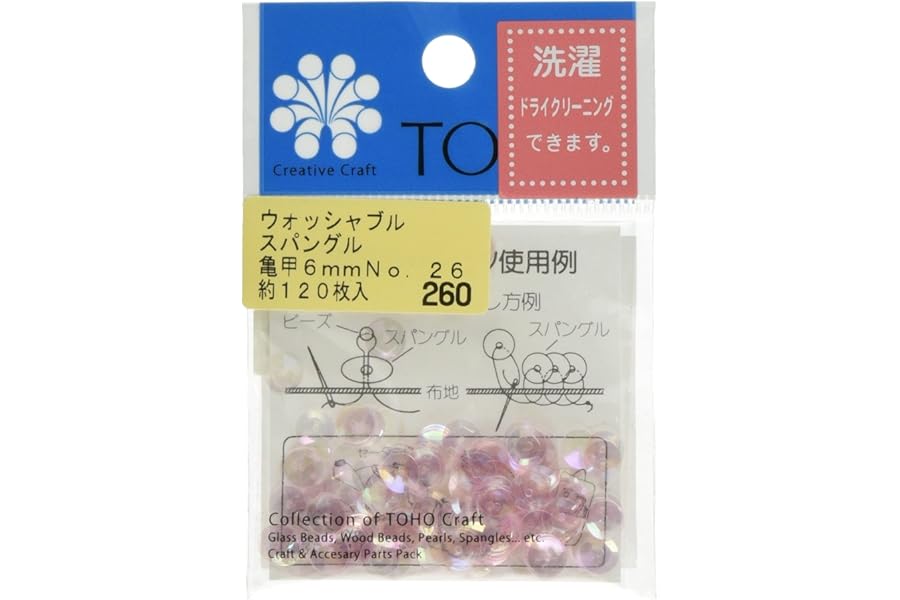 洗濯
ドライクリーニング
できます。
Creative Craft
TO
ウォッシャブル
スパングル
亀甲6mmNo. 26
約120枚入
260
使用例
し方例
ビーズ
スパングル
スパングル
布地
Collection of TOHO Craft
Glass Beads, Wood Beads, Pearls, Spangles... etc.
Craft & Accesary Parts Pack